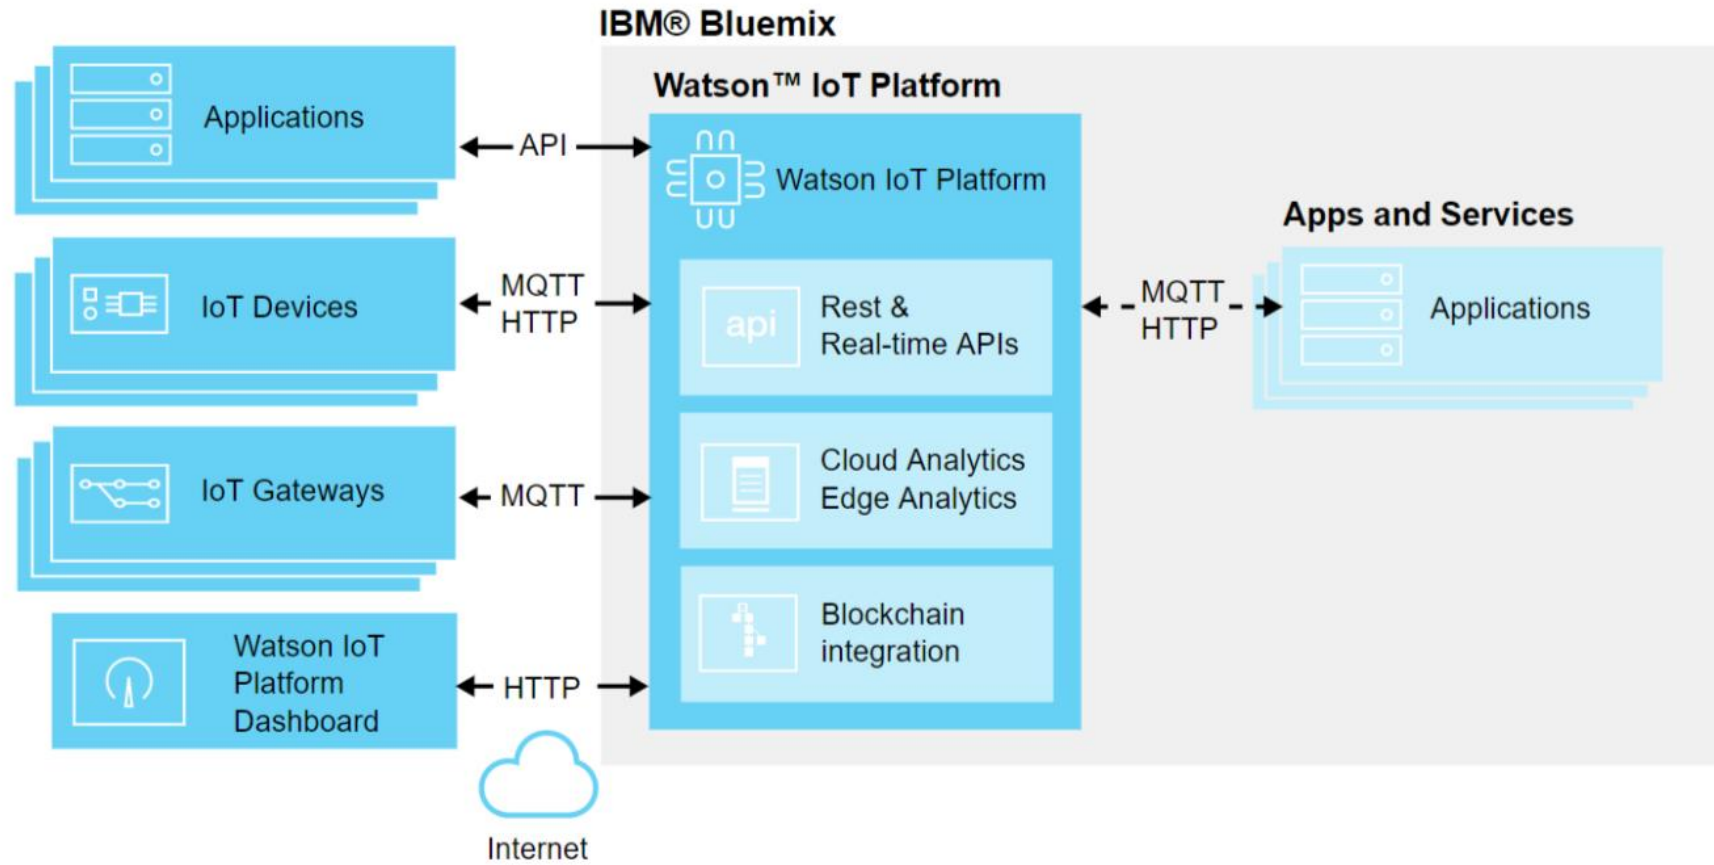 IBM® Bluemix
Watson™ IoT Platform
Applications
API
Watson IoT Platform
Apps and Services
IoT Devices
MQTT
HTTP
api
Rest &
Real-time APIs
MQTT
HTTP
Applications
IoT Gateways
MQTT
Cloud Analytics
Edge Analytics
Watson IoT
Platform
Dashboard
HTTP
Blockchain
integration
Internet